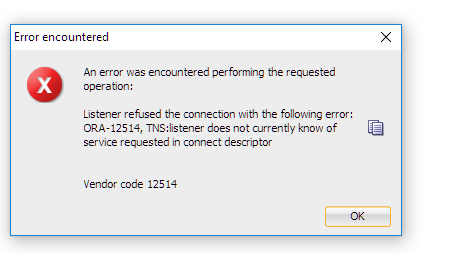 Error encountered
An error was encountered performing the requested
operation:
Listener refused the connection with the following error:
ORA-12514, TNS:listener does not currently know of
service requested in connect descriptor
Vendor code 12514
OK